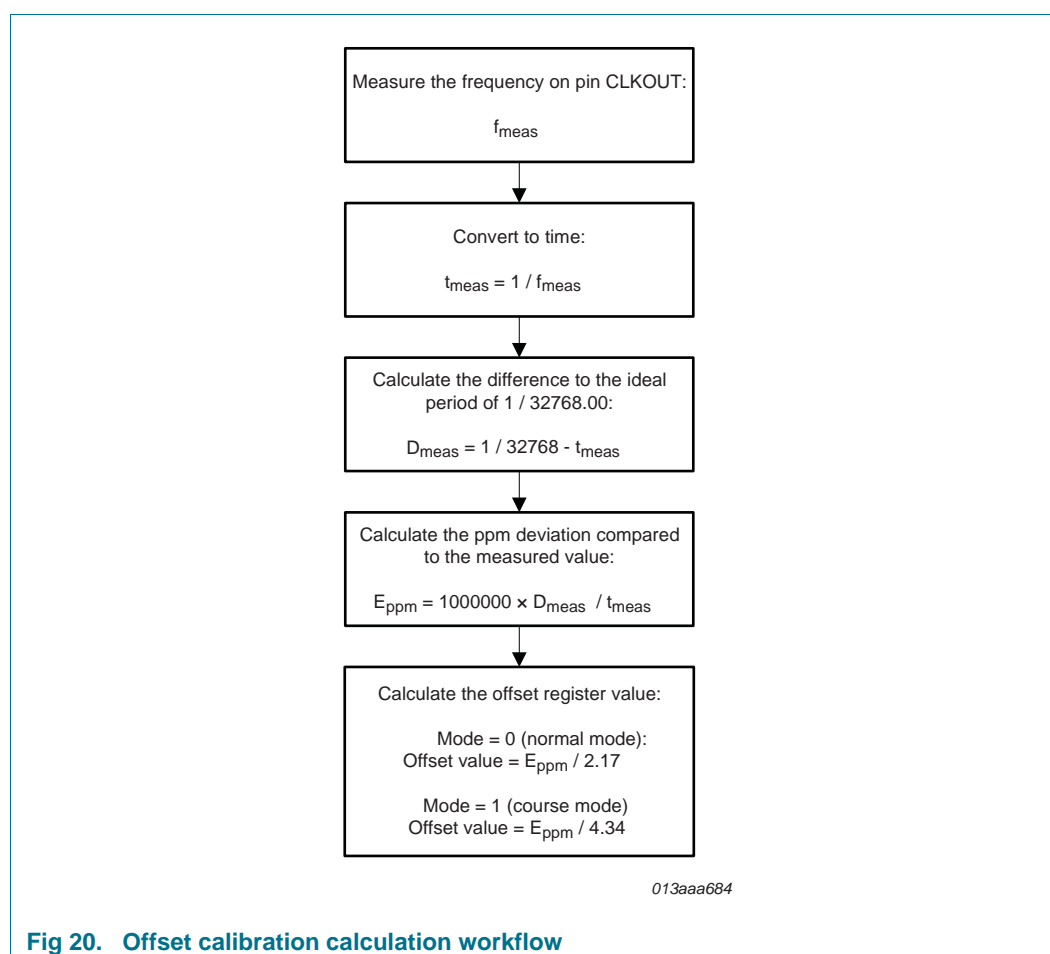 Measure the frequency on pin CLKOUT:
fmeas
Convert to time:
tmeas = 1 / fmeas
Calculate the difference to the ideal
period of 1 / 32768.00:
Dmeas = 1 / 32768 - tmeas
Calculate the ppm deviation compared
to the measured value:
Eppm = 1000000 × Dmeas / tmeas
Calculate the offset register value:
Mode = 0 (normal mode):
Offset value = Eppm / 2.17
Mode = 1 (course mode)
Offset value = Eppm / 4.34
013aaa684
Fig 20. Offset calibration calculation workflow